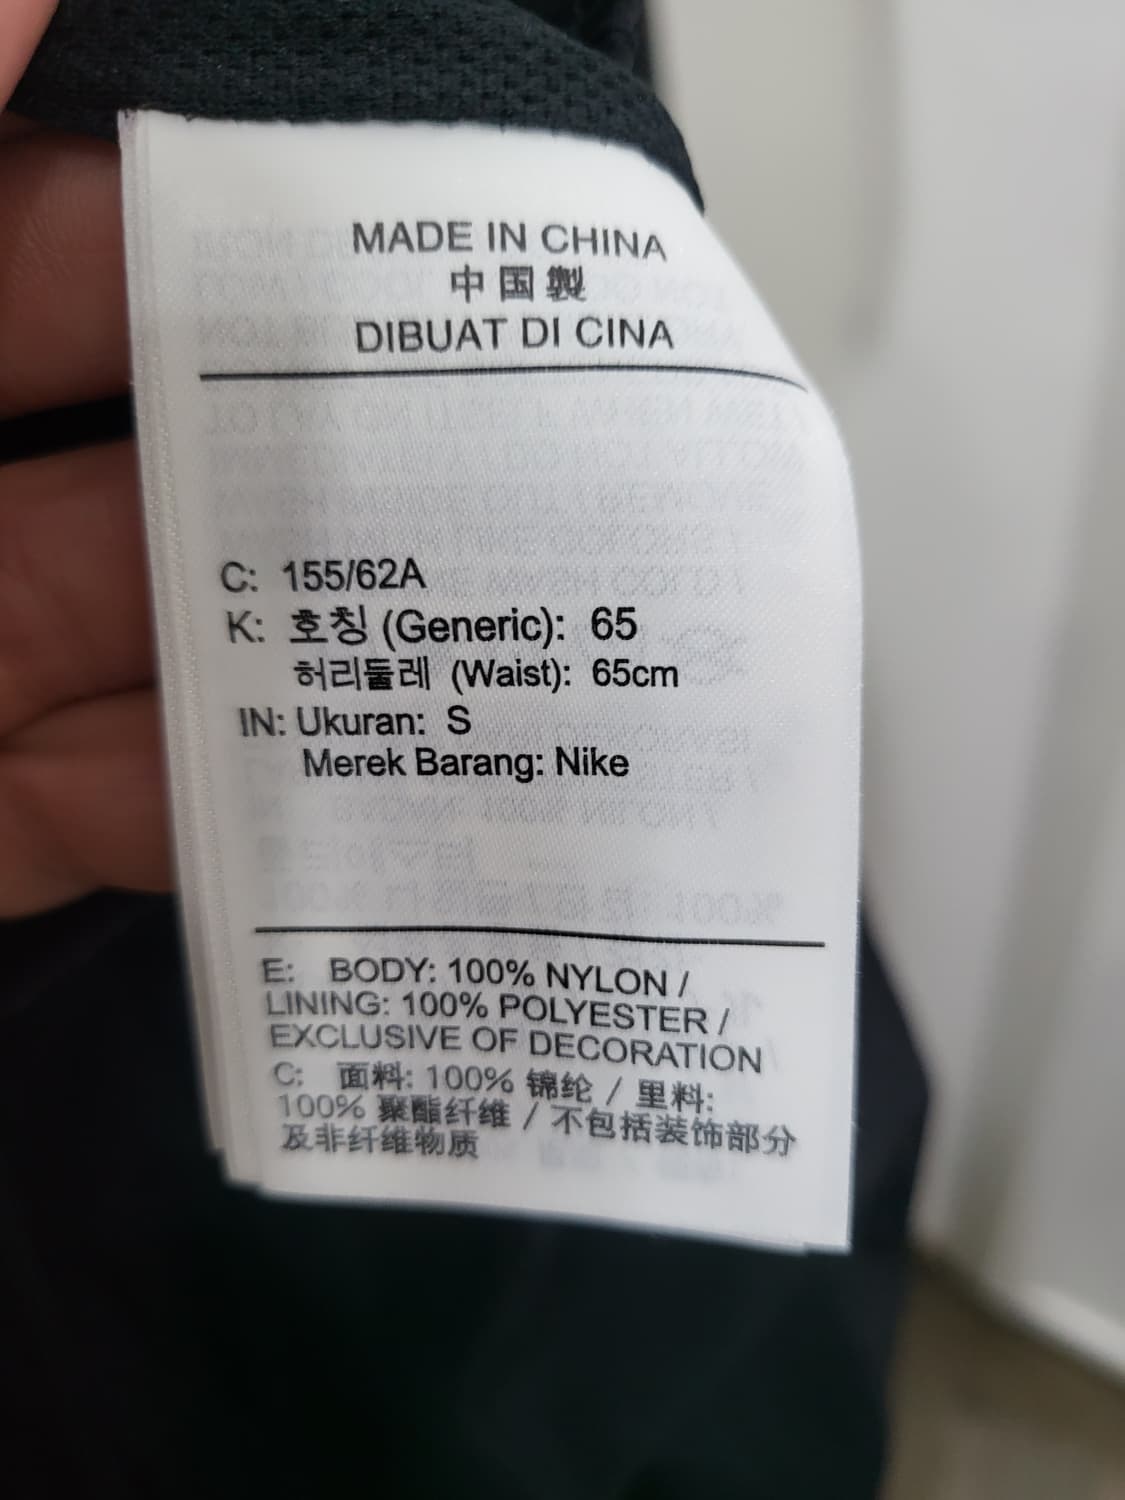 MADE IN CHINA
中国製
DIBUAT DI CINA
C: 155/62A
K: 호칭 (Generic): 65
허리둘레 (Waist): 65cm
IN: Ukuran: S
Merek Barang: Nike
E: BODY: 100% NYLON /
LINING: 100% POLYESTER /
EXCLUSIVE OF DECORATION
C: 面料: 100% 锦纶 / 里料:
100% 聚酯纤维 / 不包括装饰部分
及非纤维物质